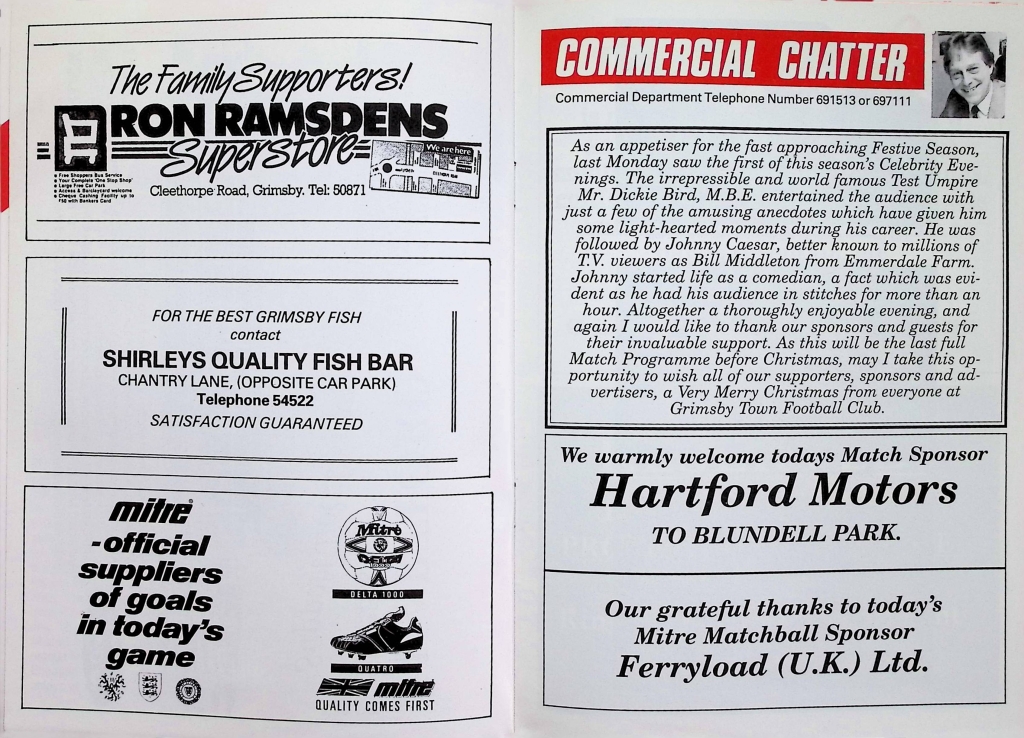 The Family Supporters!
RON RAMSDENS
Superstore
We are here
Free Shoppers Bus Service
Your Complete 'One Stop Shop'
Large Free Car Park
Access & Barclaycard welcome
Cheque Cashing Facility up to
£50 with Bankers Card
Cleethorpe Road, Grimsby. Tel: 50871
FOR THE BEST GRIMSBY FISH
contact
SHIRLEYS QUALITY FISH BAR
CHANTRY LANE, (OPPOSITE CAR PARK)
Telephone 54522
SATISFACTION GUARANTEED
mitre
-official
suppliers
of goals
in today's
game
Mitre
DELTA
DELTA 1000
QUATRO
mitre
QUALITY COMES FIRST
COMMERCIAL CHATTER
Commercial Department Telephone Number 691513 or 697111
As an appetiser for the fast approaching Festive Season,
last Monday saw the first of this season's Celebrity Eve-
nings. The irrepressible and world famous Test Umpire
Mr. Dickie Bird, M.B.E. entertained the audience with
just a few of the amusing anecdotes which have given him
some light-hearted moments during his career. He was
followed by Johnny Caesar, better known to millions of
T.V. viewers as Bill Middleton from Emmerdale Farm.
Johnny started life as a comedian, a fact which was evi-
dent as he had his audience in stitches for more than an
hour. Altogether a thoroughly enjoyable evening, and
again I would like to thank our sponsors and guests for
their invaluable support. As this will be the last full
Match Programme before Christmas, may I take this op-
portunity to wish all of our supporters, sponsors and ad-
vertisers, a Very Merry Christmas from everyone at
Grimsby Town Football Club.
We warmly welcome todays Match Sponsor
Hartford Motors
TO BLUNDELL PARK.
Our grateful thanks to today's
Mitre Matchball Sponsor
Ferryload (U.K.) Ltd.